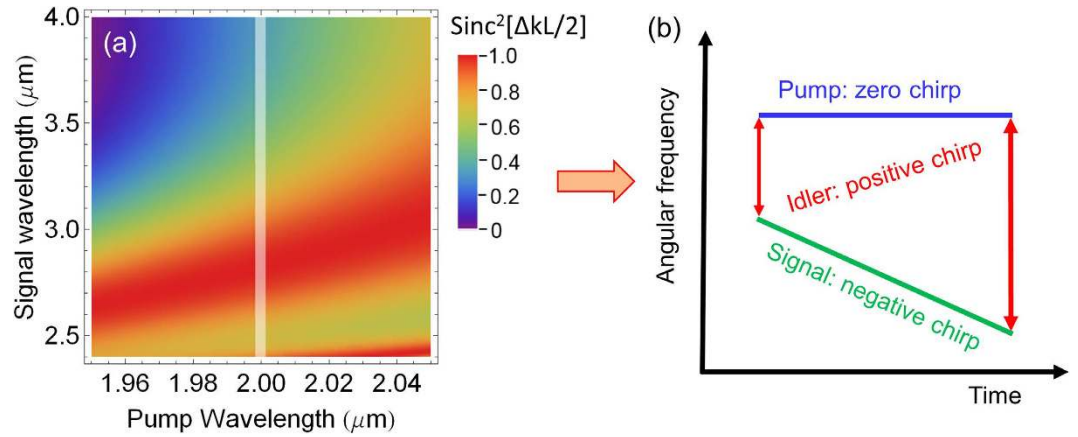 (a)
Sinc²[ΔkL/2]
4.0
3.5
3.0
2.5
Signal wavelength (μm)
1.96 1.98 2.00 2.02 2.04
Pump Wavelength (μm)
1.0
0.8
0.6
0.4
0.2
0
(b)
Angular frequency
Pump: zero chirp
Idler: positive chirp
Signal: negative chirp
Time